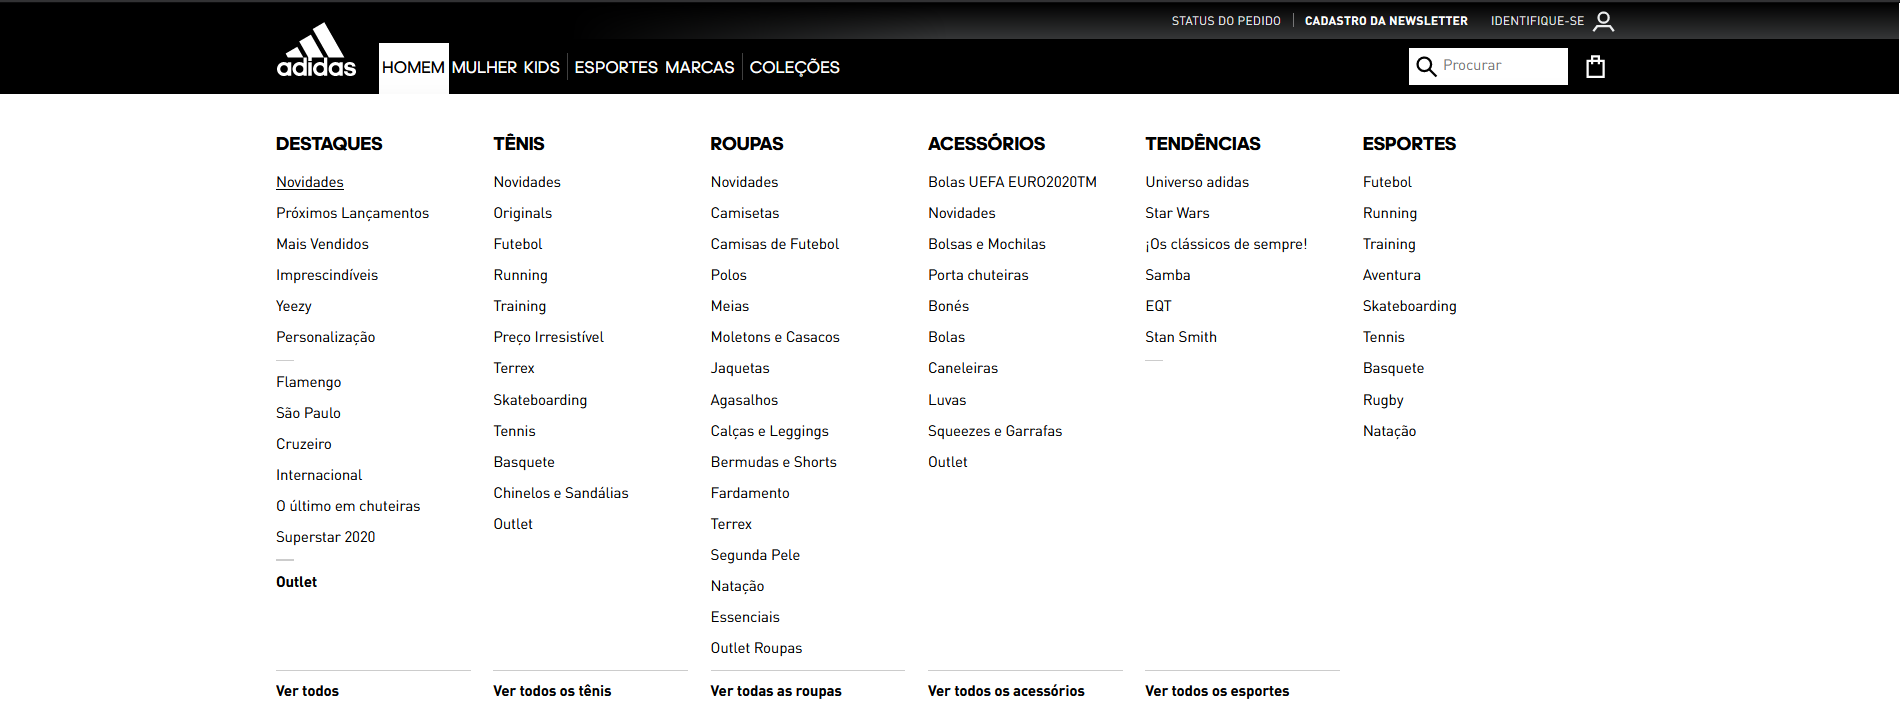 STATUS DO PEDIDO
CADASTRO DA NEWSLETTER
IDENTIFIQUE-SE
adidas
HOMEM
MULHER
KIDS
ESPORTES
MARCAS
COLEÇÕES
Procurar
DESTAQUES
Novidades
Próximos Lançamentos
Mais Vendidos
Imprescindíveis
Yeezy
Personalização
Flamengo
São Paulo
Cruzeiro
Internacional
O último em chuteiras
Superstar 2020
Outlet
Ver todos
TÊNIS
Novidades
Originals
Futebol
Running
Training
Preço Irresistível
Terrex
Skateboarding
Tennis
Basquete
Chinelos e Sandálias
Outlet
Ver todos os tênis
ROUPAS
Novidades
Camisetas
Camisas de Futebol
Polos
Meias
Moletons e Casacos
Jaquetas
Agasalhos
Calças e Leggings
Bermudas e Shorts
Fardamento
Terrex
Segunda Pele
Natação
Essenciais
Outlet Roupas
Ver todas as roupas
ACESSÓRIOS
Bolas UEFA EURO2020TM
Novidades
Bolsas e Mochilas
Porta chuteiras
Bonés
Bolas
Caneleiras
Luvas
Squeezes e Garrafas
Outlet
Ver todos os acessórios
TENDÊNCIAS
Universo adidas
Star Wars
¡Os clássicos de sempre!
Samba
EQT
Stan Smith
Ver todos os esportes
ESPORTES
Futebol
Running
Training
Aventura
Skateboarding
Tennis
Basquete
Rugby
Natação